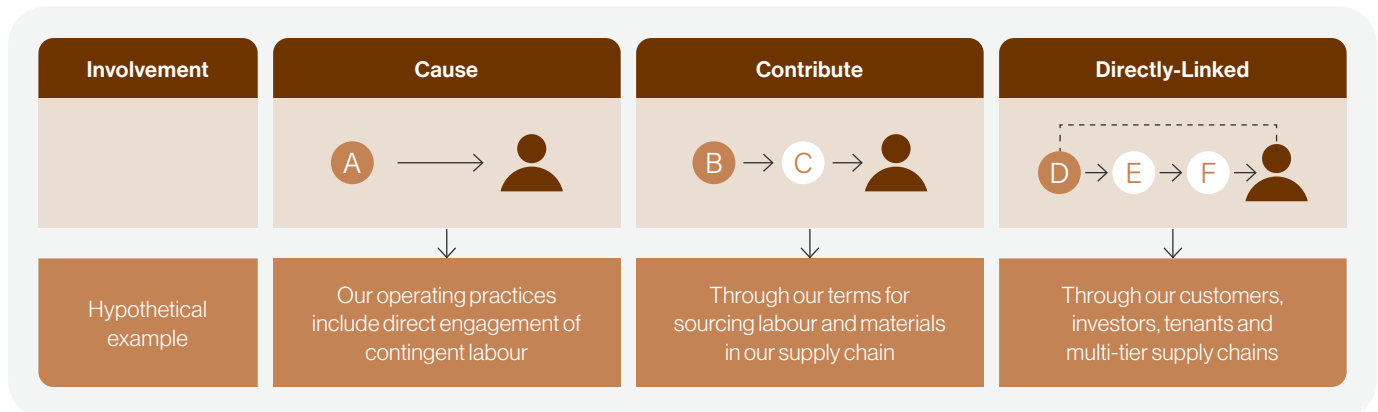 Involvement
Cause
Contribute
Directly-Linked
A
B
C
D
E
F
Hypothetical
example
Our operating practices
include direct engagement of
contingent labour
Through our terms for
sourcing labour and materials
in our supply chain
Through our customers,
investors, tenants and
multi-tier supply chains